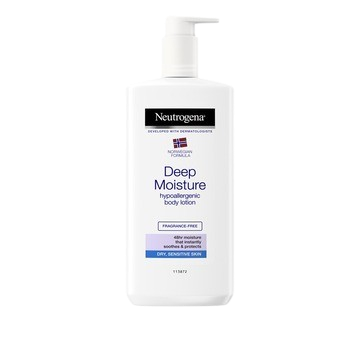 Neutrogena®
DEVELOPED WITH DERMATOLOGISTS
NORWEGIAN
FORMULA
Deep
Moisture
hypoallergenic
body lotion
FRAGRANCE-FREE
48hr moisture
that instantly
soothes & protects
DRY, SENSITIVE SKIN
113872